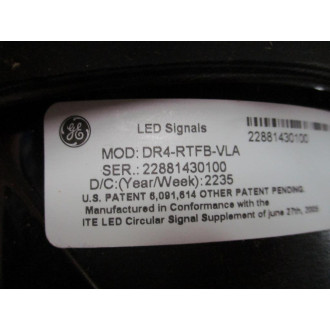 GE
LED Signals
22881430100
MOD: DR4-RTFB-VLA
SER.: 22881430100
D/C:(Year/Week): 2235
U.S. PATENT 6,091,614 OTHER PATENT PENDING.
Manufactured in Conformance with the
ITE LED Circular Signal Supplement of june 27th, 2005